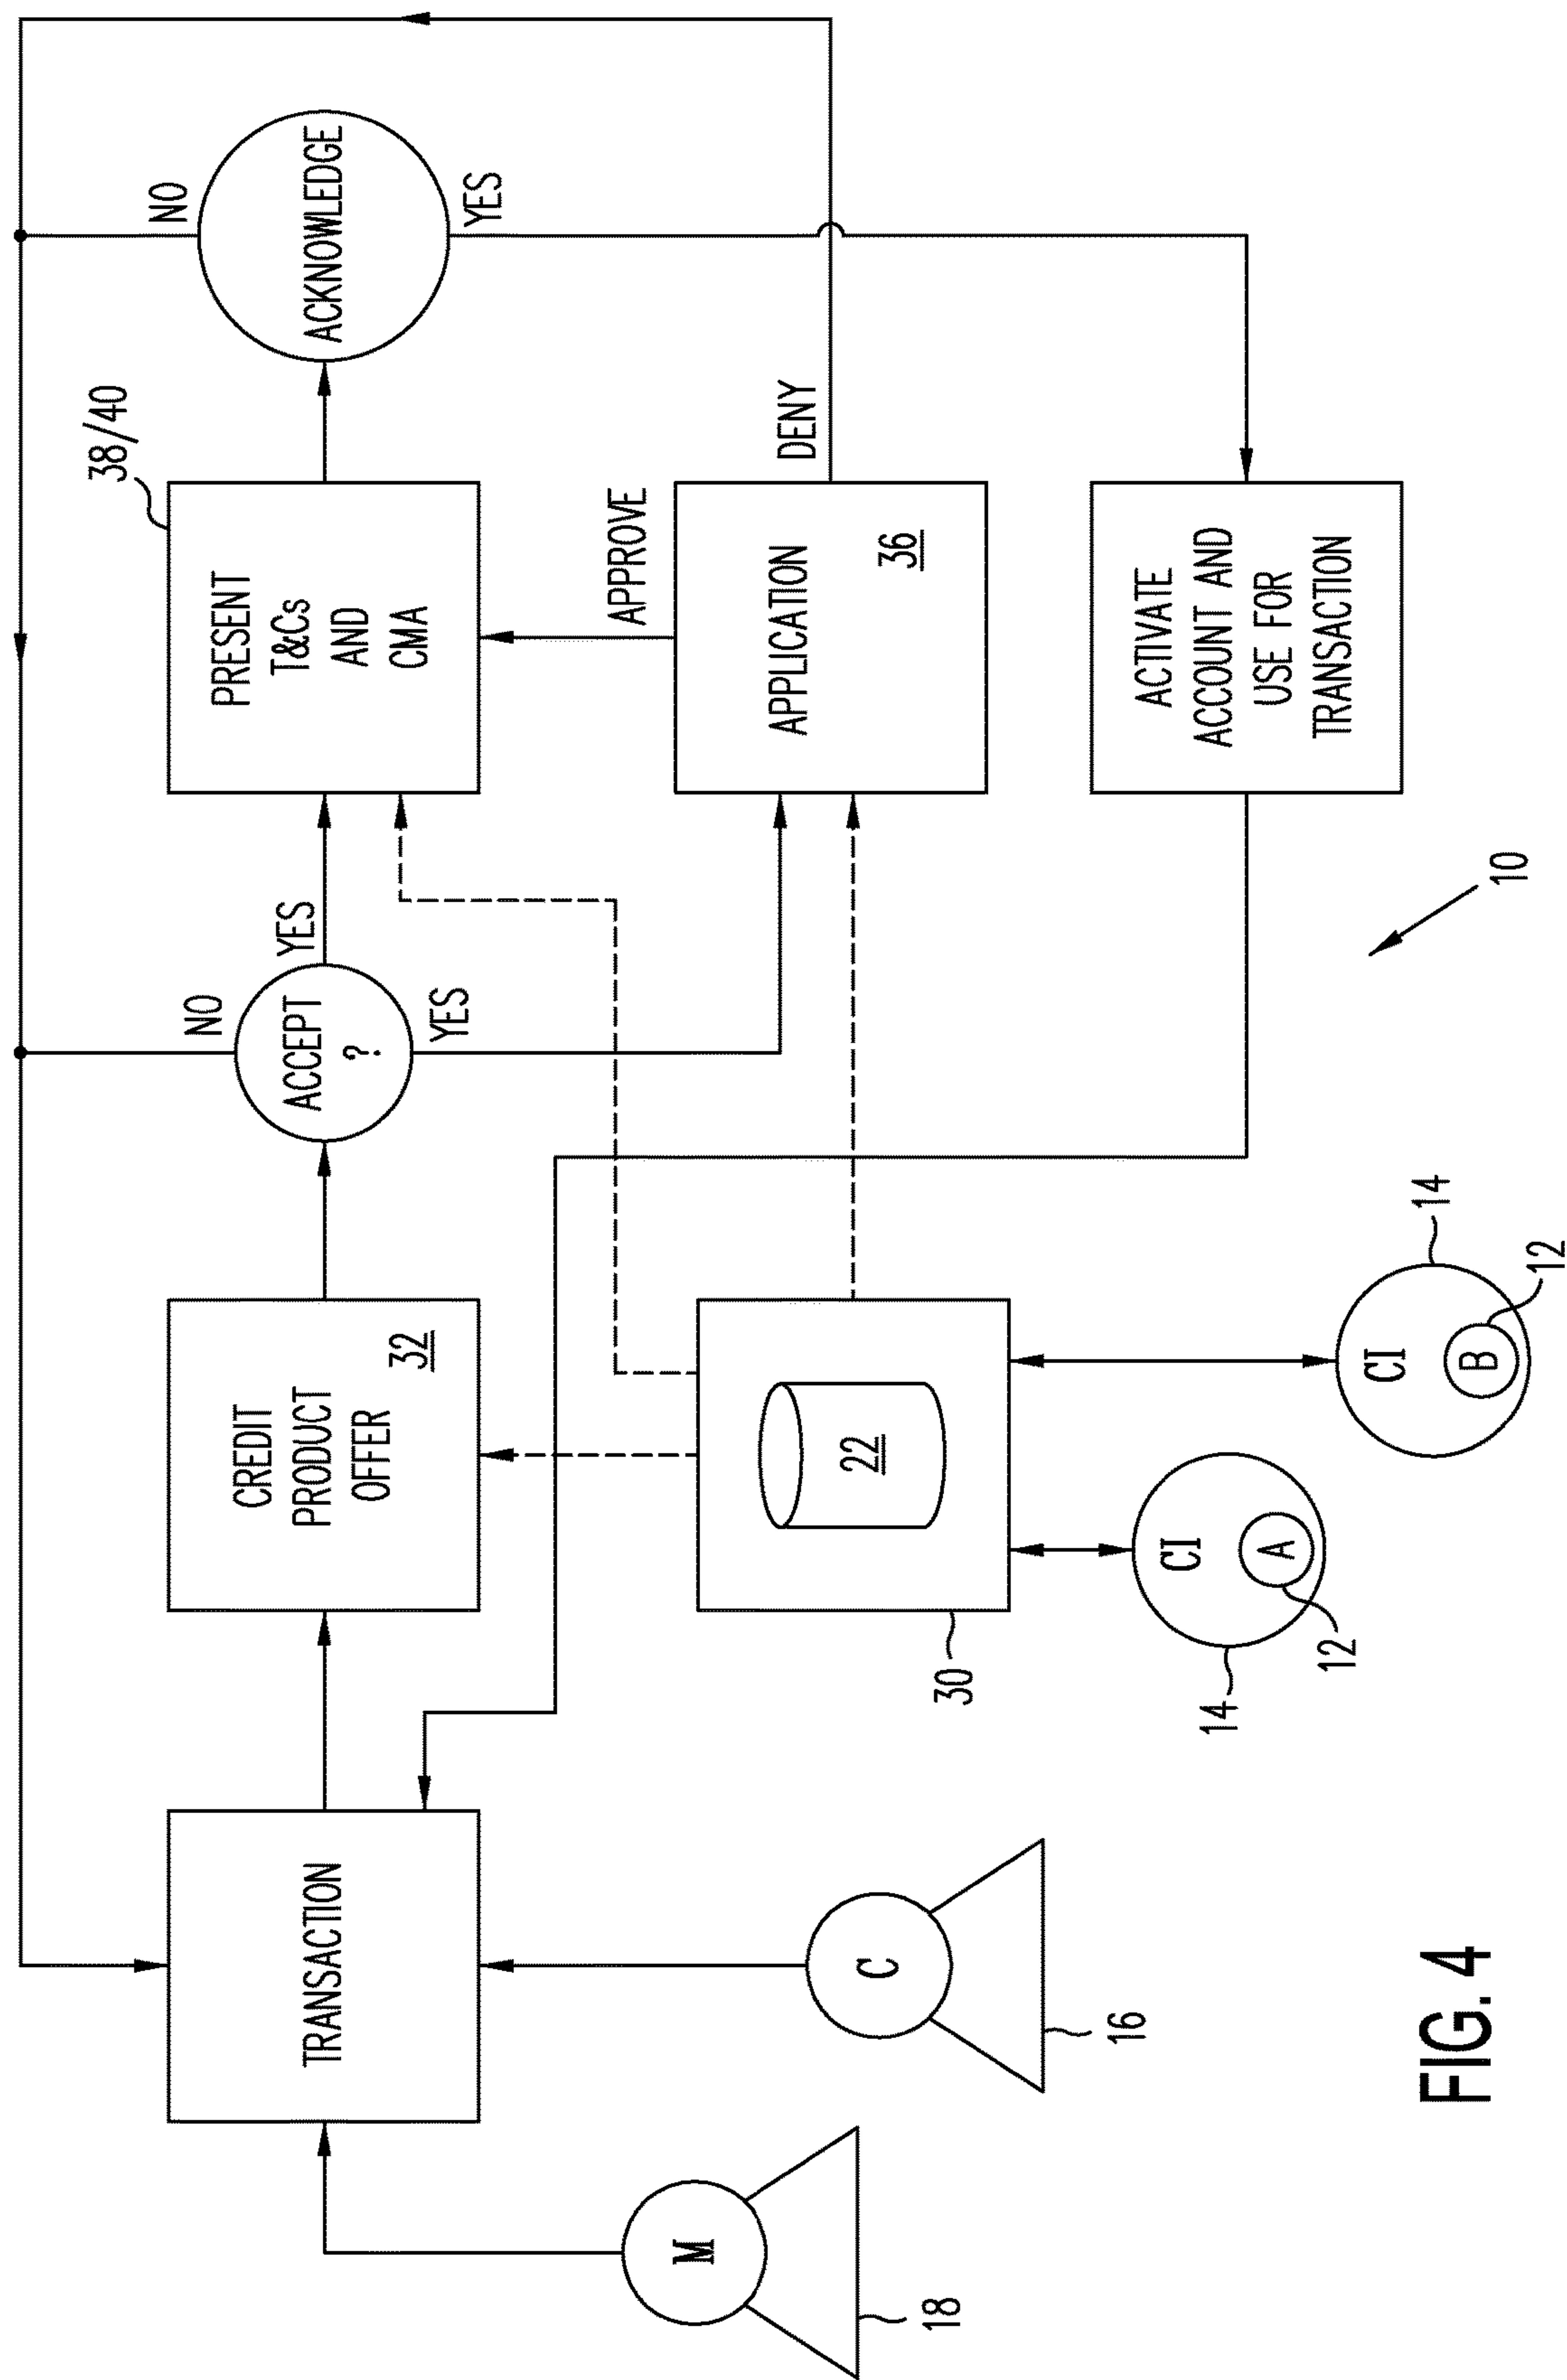 NO
NO
38/40
TRANSACTION
CREDIT
PRODUCT
OFFER
32
ACCEPT
?
YES
YES
PRESENT
T&Cs
AND
CMA
ACKNOWLEDGE
YES
APPROVE
M
18
C
16
22
30
APPLICATION
36
DENY
CI
A
14
12
CI
B
14
12
ACTIVATE
ACCOUNT AND
USE FOR
TRANSACTION
10
FIG. 4